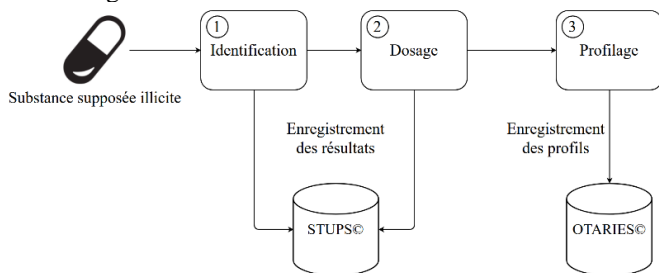 1
Identification
2
Dosage
3
Profilage
Substance supposée illicite
Enregistrement
des résultats
Enregistrement
des profils
STUPS©
OTARIES©